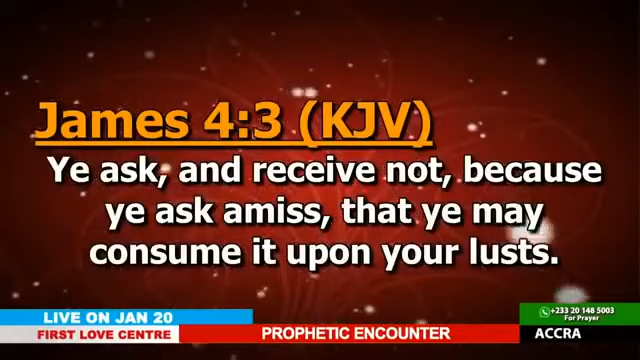 James 4:3 (KJV)
Ye ask, and receive not, because
ye ask amiss, that ye may
consume it upon your lusts.
LIVE ON JAN 20
FIRST LOVE CENTRE
PROPHETIC ENCOUNTER
+233 20 148 5003
For Prayer
ACCRA